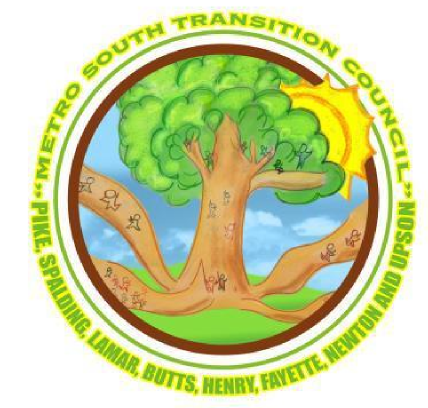 "METRO SOUTH TRANSITION COUNCIL"
PIKE, SPALDING, LAMAR, BUTTS, HENRY, FAYETTE, NEWTON AND UPSON